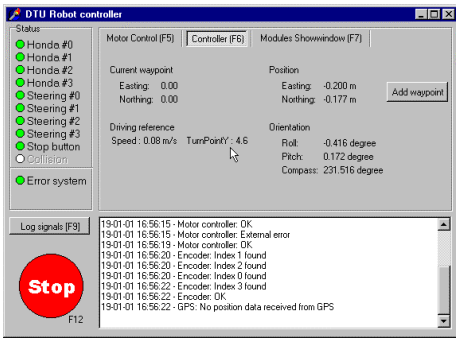 DTU Robot controller
Status
Honda #0
Honda #1
Honda #2
Honda #3
Steering #0
Steering #1
Steering #2
Steering #3
Stop button
Collision
Error system
Motor Control (F5)
Controller (F6)
Modules Showwindow (F7)
Current waypoint
Easting: 0.00
Northing: 0.00
Position
Easting: -0.200 m
Northing: -0.177 m
Add waypoint
Driving reference
Speed : 0.08 m/s TurnPointY : 4.6
Orientation
Roll: -0.416 degree
Pitch: 0.172 degree
Compass: 231.516 degree
Log signals [F9]
Stop
F12
19-01-01 16:56:15 - Motor controller: OK
19-01-01 16:56:15 - Motor controller: External error
19-01-01 16:56:19 - Motor controller: OK
19-01-01 16:56:20 - Encoder: Index 1 found
19-01-01 16:56:20 - Encoder: Index 2 found
19-01-01 16:56:20 - Encoder: Index 0 found
19-01-01 16:56:22 - Encoder: Index 3 found
19-01-01 16:56:22 - Encoder: OK
19-01-01 16:56:22 - GPS: No position data received from GPS